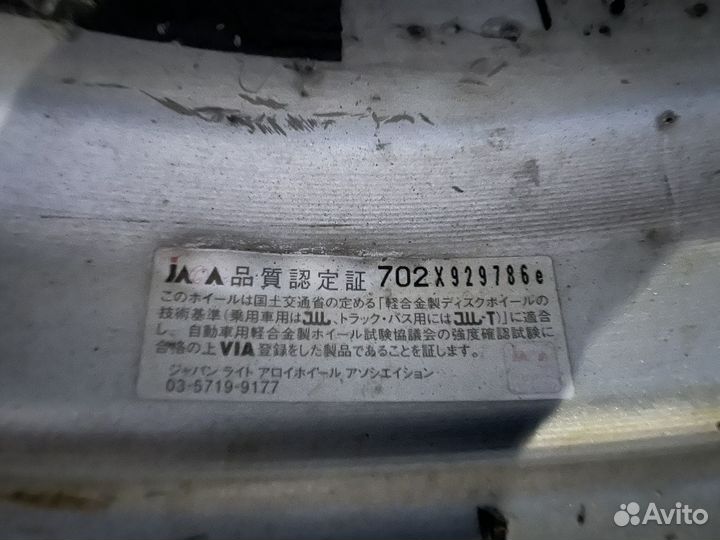 JAWA 品質認定証 702X929786e
このホイールは国土交通省の定める「軽合金製ディスクホイールの
技術基準(乗用車用はJWL、トラック・バス用にはJWL-T)」に適合
し、自動車用軽合金製ホイール試験協議会の強度確認試験に
合格の上VIA登録をした製品であることを証します。
ジャパン ライト アロイホイール アソシエイション
03-5719-9177
Avito